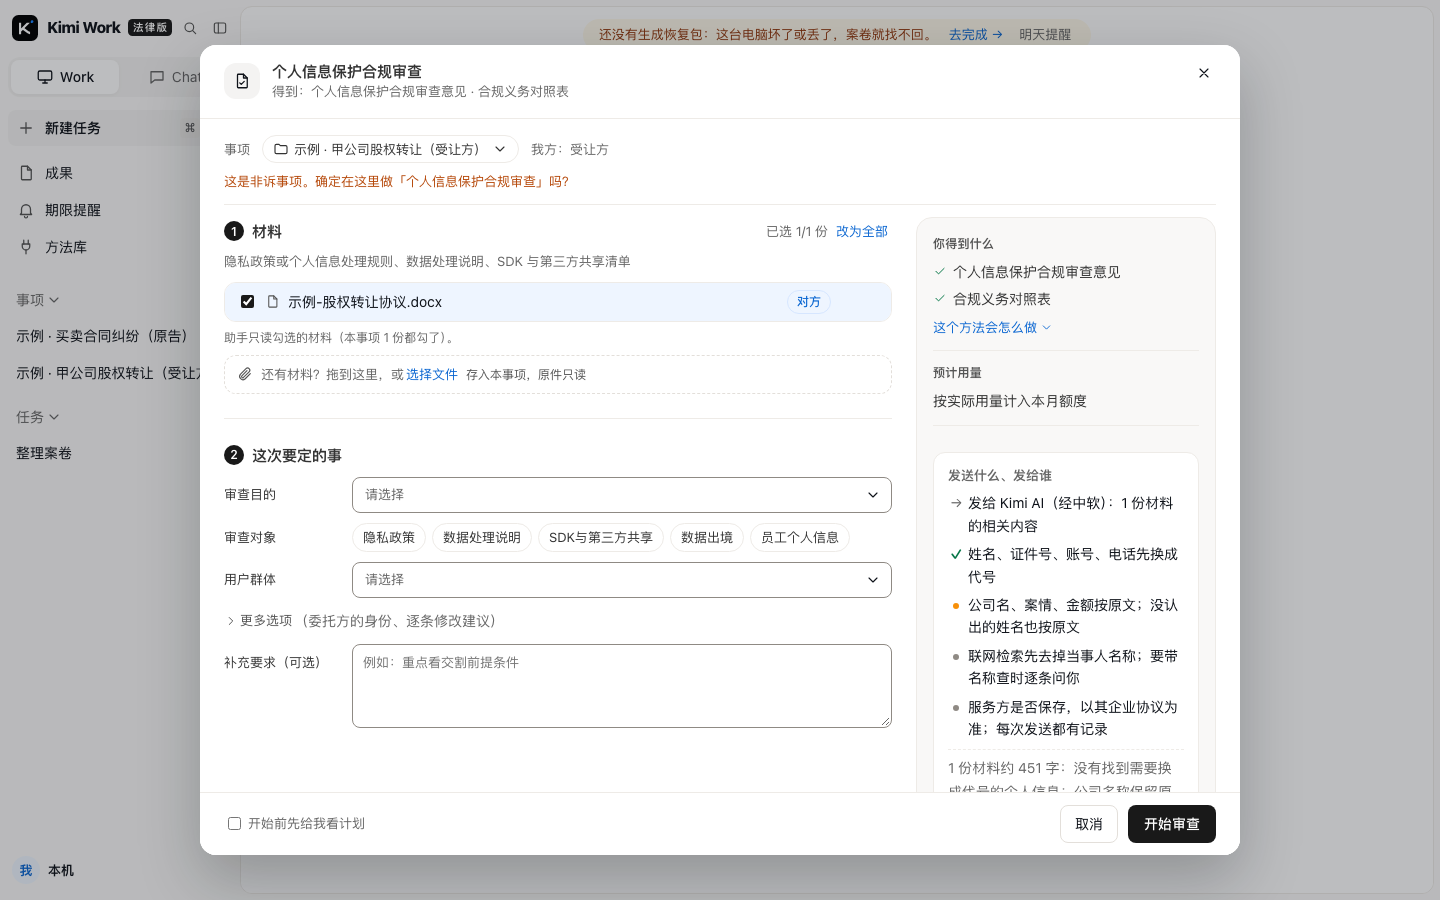 Kimi Work 法律版
还没有生成恢复包：这台电脑坏了或丢了，案卷就找不回。 去完成 → 明天提醒
Work
Chat
新建任务 ⌘
成果
期限提醒
方法库
事项
示例 · 买卖合同纠纷（原告）
示例 · 甲公司股权转让（受让方
任务
整理案卷
我 本机
个人信息保护合规审查
得到：个人信息保护合规审查意见 · 合规义务对照表
事项 示例 · 甲公司股权转让（受让方） 我方：受让方
这是非诉事项。确定在这里做「个人信息保护合规审查」吗？
1 材料 已选 1/1 份 改为全部
隐私政策或个人信息处理规则、数据处理说明、SDK 与第三方共享清单
示例-股权转让协议.docx 对方
助手只读勾选的材料（本事项 1 份都勾了）。
还有材料？拖到这里，或 选择文件 存入本事项，原件只读
2 这次要定的事
审查目的 请选择
审查对象 隐私政策 数据处理说明 SDK与第三方共享 数据出境 员工个人信息
用户群体 请选择
更多选项 （委托方的身份、逐条修改建议）
补充要求（可选） 例如：重点看交割前提条件
你得到什么
个人信息保护合规审查意见
合规义务对照表
这个方法会怎么做
预计用量
按实际用量计入本月额度
发送什么、发给谁
→ 发给 Kimi AI（经中软）：1 份材料
的相关内容
姓名、证件号、账号、电话先换成
代号
公司名、案情、金额按原文；没认
出的姓名也按原文
联网检索先去掉当事人名称；要带
名称查时逐条问你
服务方是否保存，以其企业协议为
准；每次发送都有记录
1 份材料约 451 字：没有找到需要换
成代号的个人信息；公司名称保留原
开始前先给我看计划
取消 开始审查